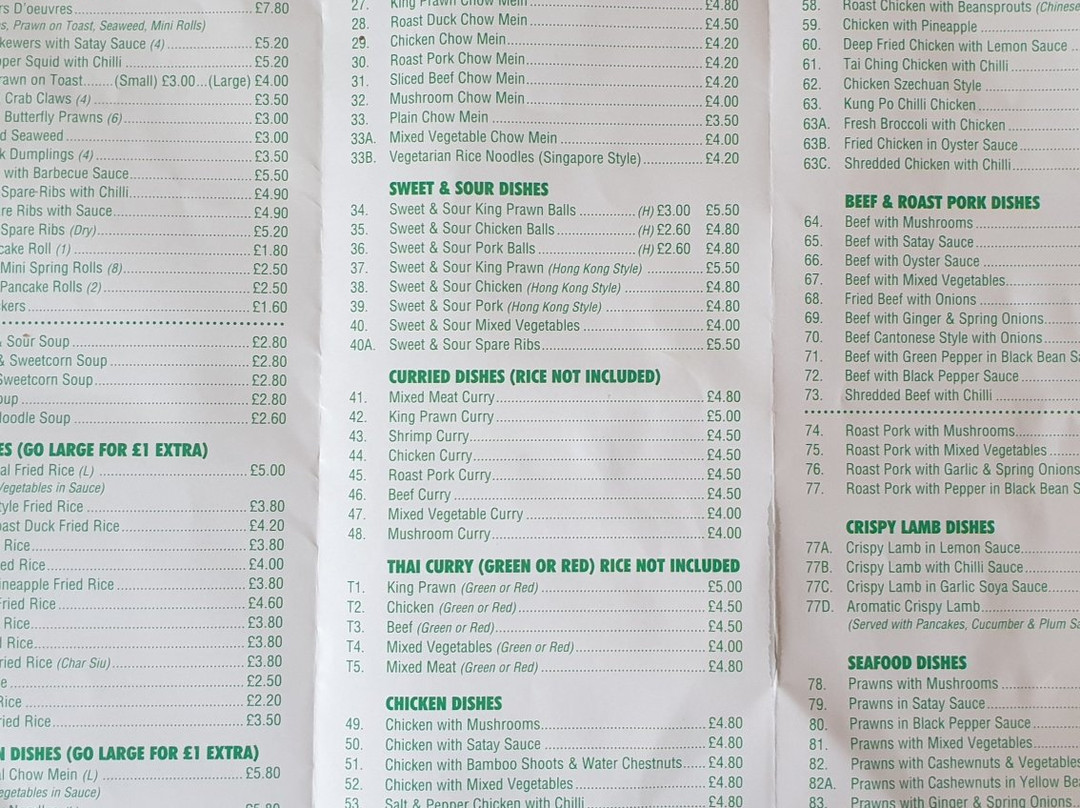 rs D'oeuvres £7.80
s, Prawn on Toast, Seaweed, Mini Rolls)
kewers with Satay Sauce (4) £5.20
per Squid with Chilli £5.20
rawn on Toast (Small) £3.00...(Large) £4.00
Crab Claws (4) £3.50
Butterfly Prawns (6) £3.00
d Seaweed £3.00
k Dumplings (4) £3.50
with Barbecue Sauce £5.50
Spare-Ribs with Chilli £4.90
re Ribs with Sauce £4.90
Spare Ribs (Dry) £5.20
cake Roll (1) £1.80
Mini Spring Rolls (8) £2.50
Pancake Rolls (2) £2.50
kers £1.60
& Sour Soup £2.80
& Sweetcorn Soup £2.80
Sweetcorn Soup £2.80
oup £2.80
Noodle Soup £2.60
ES (GO LARGE FOR £1 EXTRA)
al Fried Rice (L) £5.00
Vegetables in Sauce)
tyle Fried Rice £3.80
oast Duck Fried Rice £4.20
Rice £3.80
ed Rice £4.00
ineapple Fried Rice £3.80
Fried Rice £4.60
Rice £3.80
l Rice £3.80
ried Rice (Char Siu) £3.80
e £2.50
Rice £2.20
ried Rice £3.50
N DISHES (GO LARGE FOR £1 EXTRA)
al Chow Mein (L) £5.80
egetables in Sauce)
£5.80
27. King Prawn Chow Mein £4.80
28. Roast Duck Chow Mein £4.50
29. Chicken Chow Mein £4.20
30. Roast Pork Chow Mein £4.20
31. Sliced Beef Chow Mein £4.20
32. Mushroom Chow Mein £4.00
33. Plain Chow Mein £3.50
33A. Mixed Vegetable Chow Mein £4.00
33B. Vegetarian Rice Noodles (Singapore Style) £4.20
SWEET & SOUR DISHES
34. Sweet & Sour King Prawn Balls (H) £3.00 £5.50
35. Sweet & Sour Chicken Balls (H) £2.60 £4.80
36. Sweet & Sour Pork Balls (H) £2.60 £4.80
37. Sweet & Sour King Prawn (Hong Kong Style) £5.50
38. Sweet & Sour Chicken (Hong Kong Style) £4.80
39. Sweet & Sour Pork (Hong Kong Style) £4.80
40. Sweet & Sour Mixed Vegetables £4.00
40A. Sweet & Sour Spare Ribs £5.50
CURRIED DISHES (RICE NOT INCLUDED)
41. Mixed Meat Curry £4.80
42. King Prawn Curry £5.00
43. Shrimp Curry £4.50
44. Chicken Curry £4.50
45. Roast Pork Curry £4.50
46. Beef Curry £4.50
47. Mixed Vegetable Curry £4.00
48. Mushroom Curry £4.00
THAI CURRY (GREEN OR RED) RICE NOT INCLUDED
T1. King Prawn (Green or Red) £5.00
T2. Chicken (Green or Red) £4.50
T3. Beef (Green or Red) £4.50
T4. Mixed Vegetables (Green or Red) £4.00
T5. Mixed Meat (Green or Red) £4.80
CHICKEN DISHES
49. Chicken with Mushrooms £4.80
50. Chicken with Satay Sauce £4.80
51. Chicken with Bamboo Shoots & Water Chestnuts £4.80
52. Chicken with Mixed Vegetables £4.80
53. Salt & Pepper Chicken with Chilli £4.80
58. Roast Chicken with Beansprouts (Chinese
59. Chicken with Pineapple
60. Deep Fried Chicken with Lemon Sauce
61. Tai Ching Chicken with Chilli
62. Chicken Szechuan Style
63. Kung Po Chilli Chicken
63A. Fresh Broccoli with Chicken
63B. Fried Chicken in Oyster Sauce
63C. Shredded Chicken with Chilli
BEEF & ROAST PORK DISHES
64. Beef with Mushrooms
65. Beef with Satay Sauce
66. Beef with Oyster Sauce
67. Beef with Mixed Vegetables
68. Fried Beef with Onions
69. Beef with Ginger & Spring Onions
70. Beef Cantonese Style with Onions
71. Beef with Green Pepper in Black Bean Sa
72. Beef with Black Pepper Sauce
73. Shredded Beef with Chilli
74. Roast Pork with Mushrooms
75. Roast Pork with Mixed Vegetables
76. Roast Pork with Garlic & Spring Onions
77. Roast Pork with Pepper in Black Bean S
CRISPY LAMB DISHES
77A. Crispy Lamb in Lemon Sauce
77B. Crispy Lamb with Chilli Sauce
77C. Crispy Lamb in Garlic Soya Sauce
77D. Aromatic Crispy Lamb
(Served with Pancakes, Cucumber & Plum Sa
SEAFOOD DISHES
78. Prawns with Mushrooms
79. Prawns in Satay Sauce
80. Prawns in Black Pepper Sauce
81. Prawns with Mixed Vegetables
82. Prawns with Cashewnuts & Vegetables
82A. Prawns with Cashewnuts in Yellow Be
83. Prawns with Ginger & Spring Onions